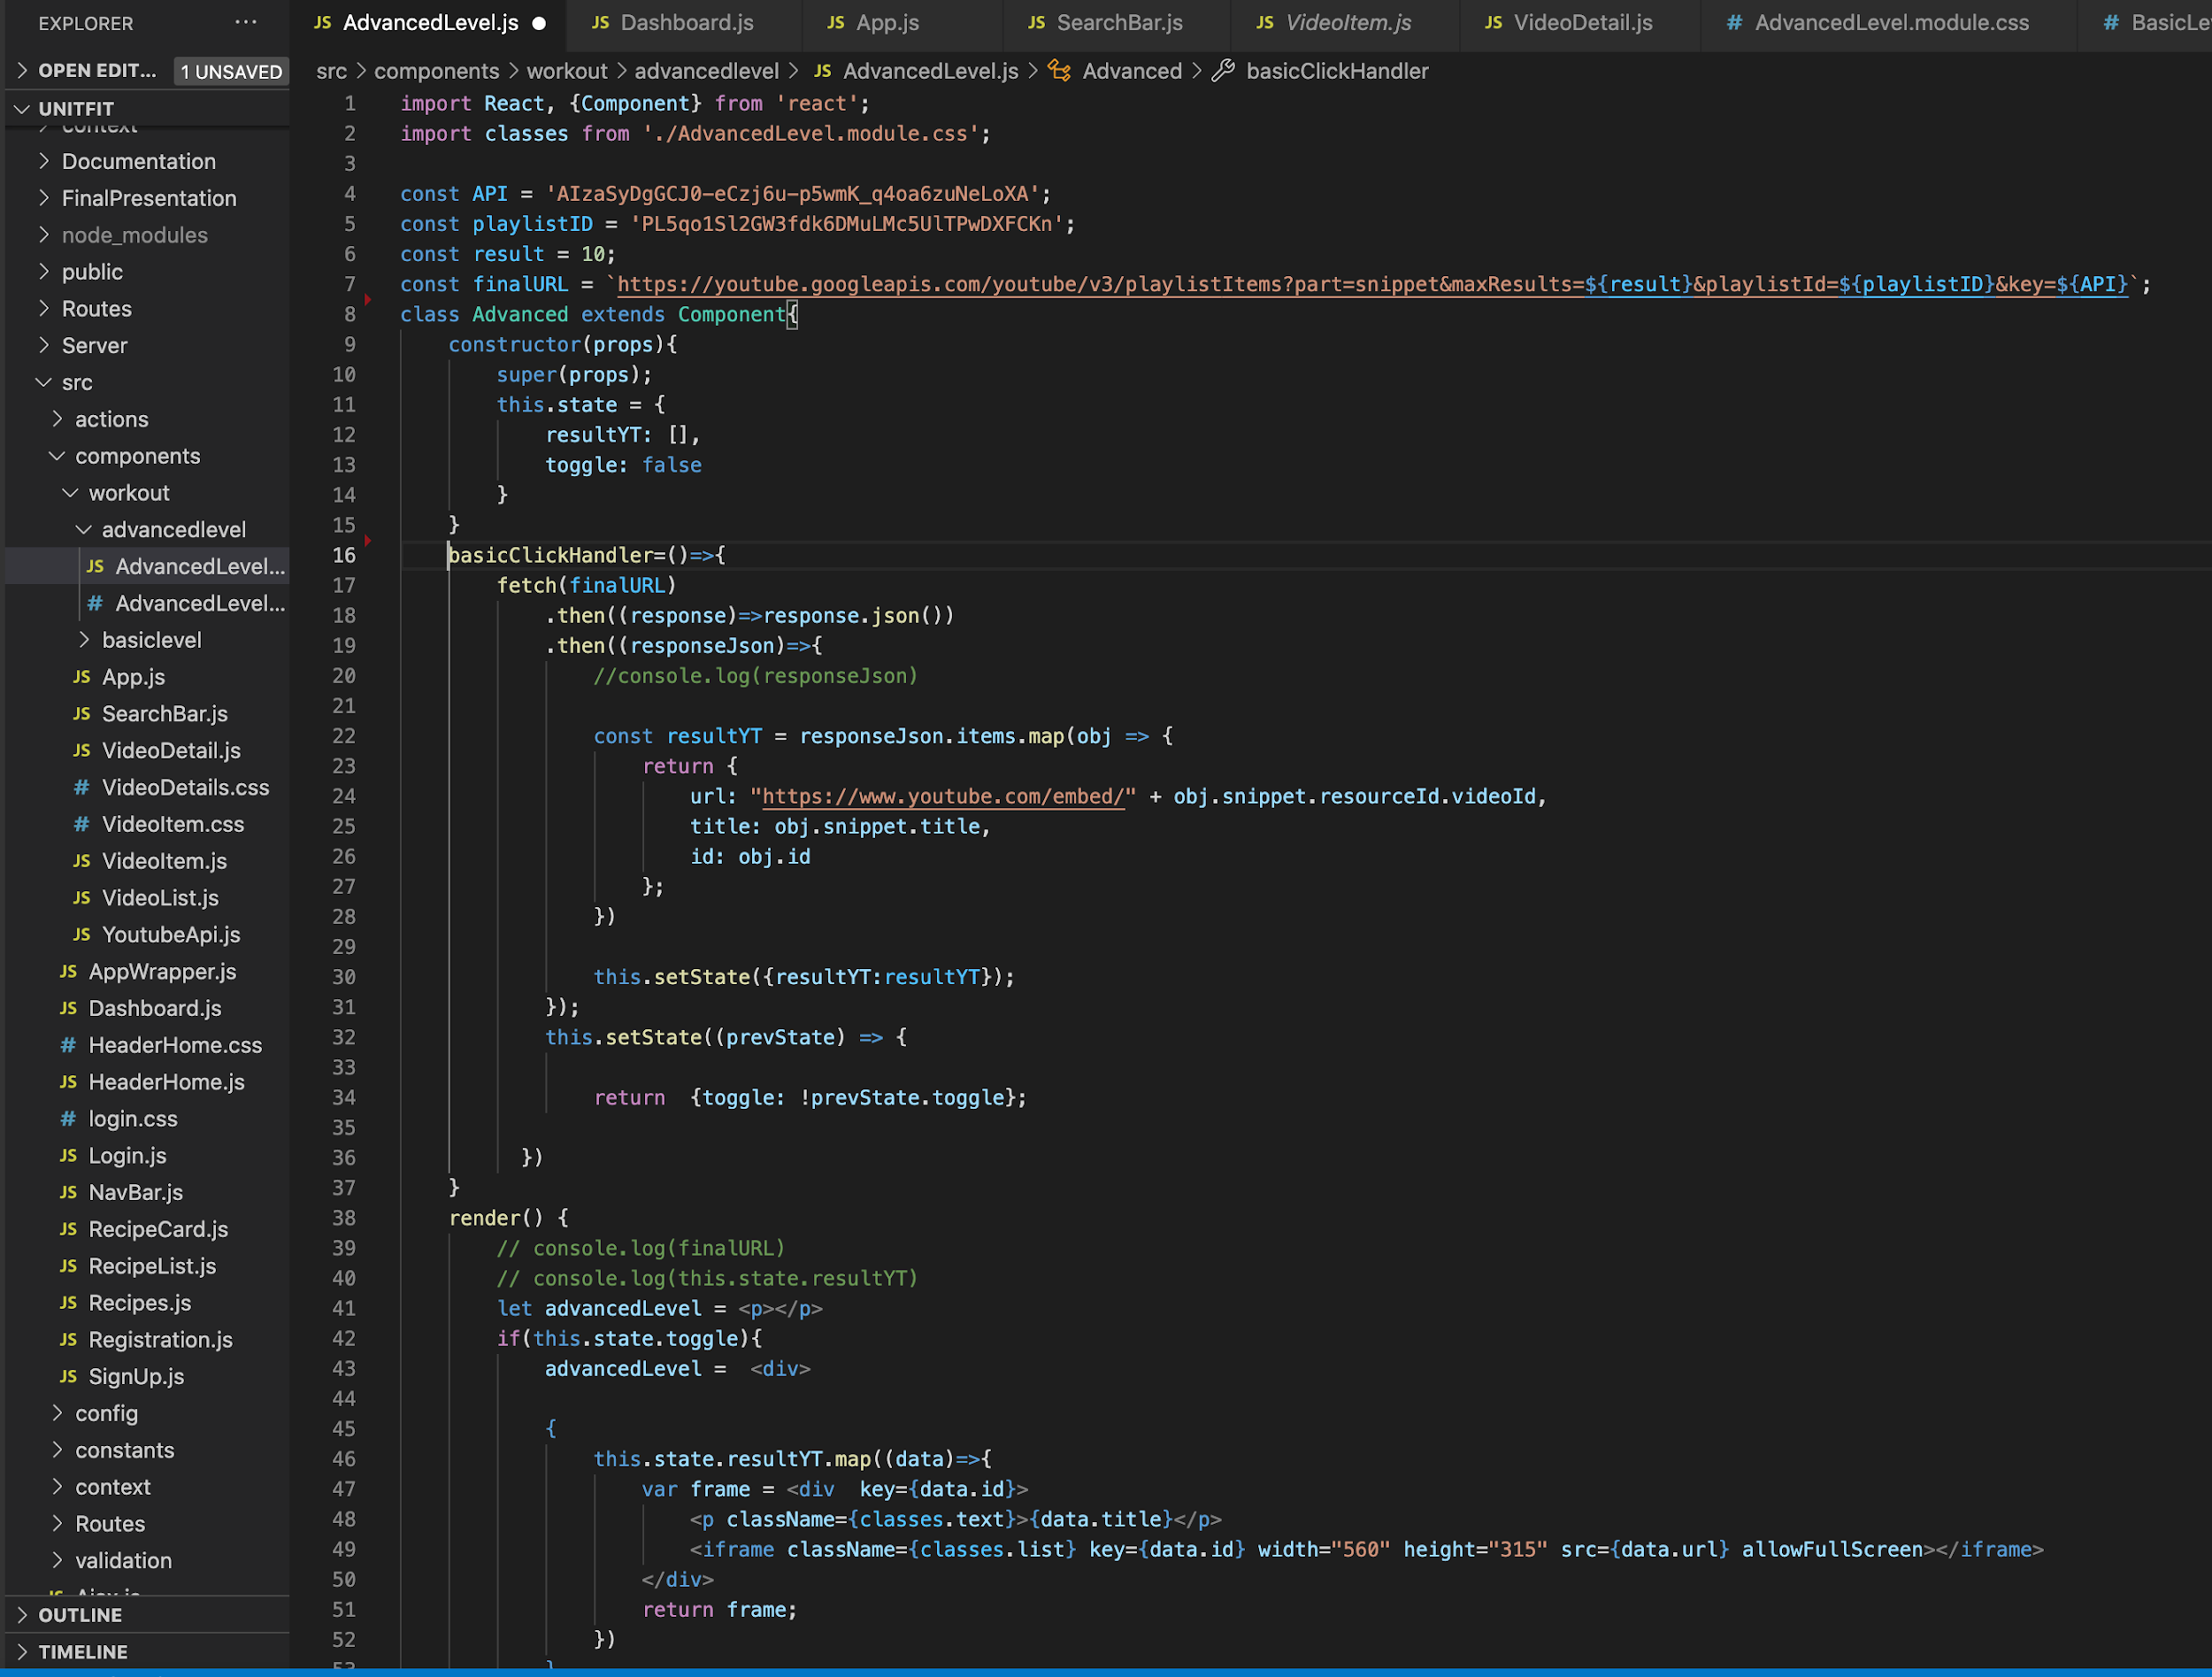 EXPLORER ···
OPEN EDIT... 1 UNSAVED
UNITFIT
context
Documentation
FinalPresentation
node_modules
public
Routes
Server
src
actions
components
workout
advancedlevel
JS AdvancedLevel...
# AdvancedLevel...
basiclevel
JS App.js
JS SearchBar.js
JS VideoDetail.js
# VideoDetails.css
# VideoItem.css
JS VideoItem.js
JS VideoList.js
JS YoutubeApi.js
JS AppWrapper.js
JS Dashboard.js
# HeaderHome.css
JS HeaderHome.js
# login.css
JS Login.js
JS NavBar.js
JS RecipeCard.js
JS RecipeList.js
JS Recipes.js
JS Registration.js
JS SignUp.js
config
constants
context
Routes
validation
OUTLINE
TIMELINE
JS AdvancedLevel.js ● JS Dashboard.js JS App.js JS SearchBar.js JS VideoItem.js JS VideoDetail.js # AdvancedLevel.module.css # BasicLe
src > components > workout > advancedlevel > JS AdvancedLevel.js > Advanced > basicClickHandler
1 import React, {Component} from 'react';
2 import classes from './AdvancedLevel.module.css';
3
4 const API = 'AIzaSyDgGCJ0-eCzj6u-p5wmK_q4oa6zuNeLoXA';
5 const playlistID = 'PL5qo1Sl2GW3fdk6DMuLMc5UlTPwDXFCKn';
6 const result = 10;
7 const finalURL = `https://youtube.googleapis.com/youtube/v3/playlistItems?part=snippet&maxResults=${result}&playlistId=${playlistID}&key=${API}`;
8 class Advanced extends Component{
9 constructor(props){
10 super(props);
11 this.state = {
12 resultYT: [],
13 toggle: false
14 }
15 }
16 basicClickHandler=()=>{
17 fetch(finalURL)
18 .then((response)=>response.json())
19 .then((responseJson)=>{
20 //console.log(responseJson)
21
22 const resultYT = responseJson.items.map(obj => {
23 return {
24 url: "https://www.youtube.com/embed/" + obj.snippet.resourceId.videoId,
25 title: obj.snippet.title,
26 id: obj.id
27 };
28 })
29
30 this.setState({resultYT:resultYT});
31 });
32 this.setState((prevState) => {
33
34 return {toggle: !prevState.toggle};
35
36 })
37 }
38 render() {
39 // console.log(finalURL)
40 // console.log(this.state.resultYT)
41 let advancedLevel = <p></p>
42 if(this.state.toggle){
43 advancedLevel = <div>
44
45 {
46 this.state.resultYT.map((data)=>{
47 var frame = <div key={data.id}>
48 <p className={classes.text}>{data.title}</p>
49 <iframe className={classes.list} key={data.id} width="560" height="315" src={data.url} allowFullScreen></iframe>
50 </div>
51 return frame;
52 })